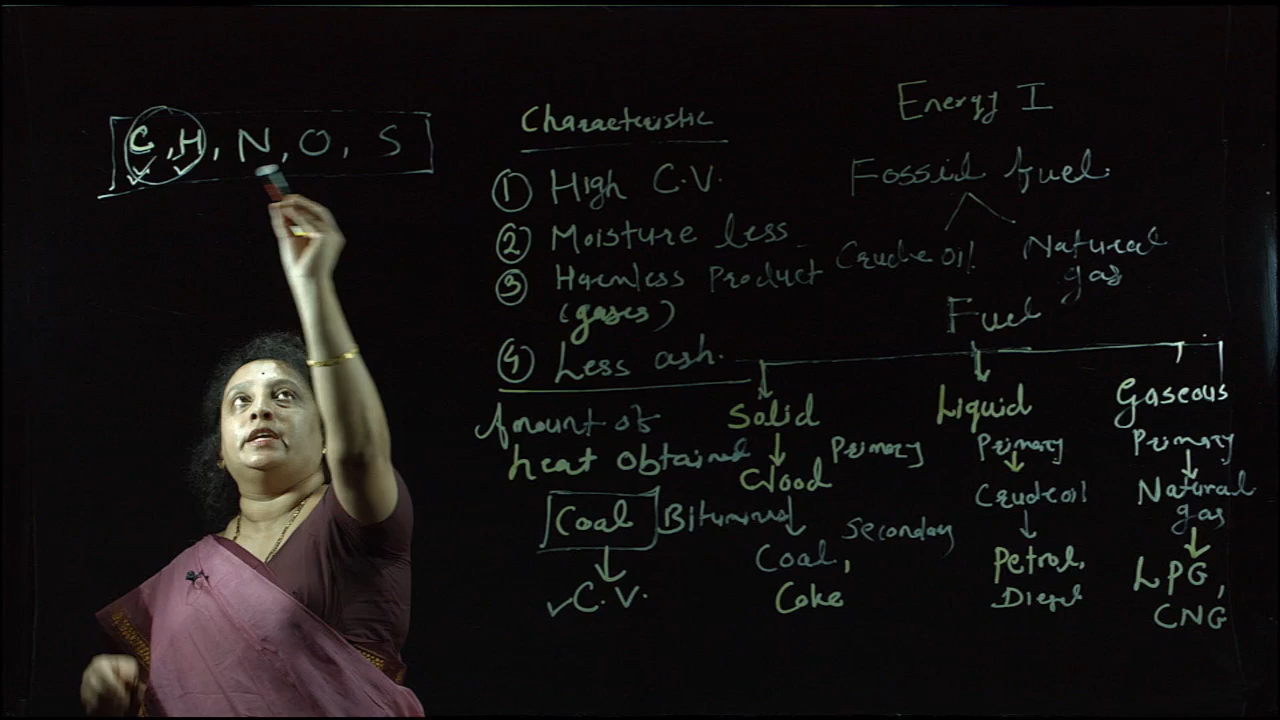 C, H, N, O, S
Characteristic
① High C.V.
② Moisture less
③ Harmless Product
(gases)
④ Less ash.
Amount of
heat obtained
Coal Bituminus
C.V.
Energy I
Fossil fuel.
Crude oil
Natural
gas
Fuel
Solid
Primary
Wood
Secondary
Coal,
Coke
Liquid
Primary
Crude oil
Petrol,
Diesel
Gaseous
Primary
Natural
gas
LPG,
CNG